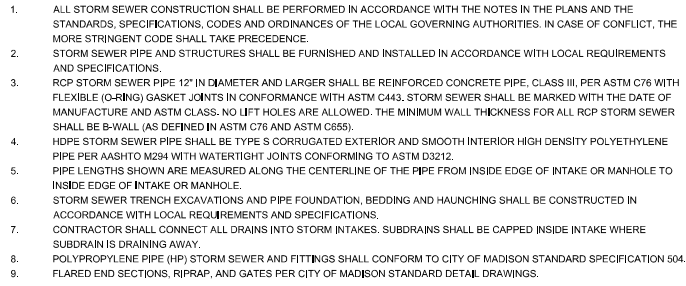 1. ALL STORM SEWER CONSTRUCTION SHALL BE PERFORMED IN ACCORDANCE WITH THE NOTES IN THE PLANS AND THE
STANDARDS, SPECIFICATIONS, CODES AND ORDINANCES OF THE LOCAL GOVERNING AUTHORITIES. IN CASE OF CONFLICT, THE
MORE STRINGENT CODE SHALL TAKE PRECEDENCE.
2. STORM SEWER PIPE AND STRUCTURES SHALL BE FURNISHED AND INSTALLED IN ACCORDANCE WITH LOCAL REQUIREMENTS
AND SPECIFICATIONS.
3. RCP STORM SEWER PIPE 12" IN DIAMETER AND LARGER SHALL BE REINFORCED CONCRETE PIPE, CLASS III, PER ASTM C76 WITH
FLEXIBLE (O-RING) GASKET JOINTS IN CONFORMANCE WITH ASTM C443. STORM SEWER SHALL BE MARKED WITH THE DATE OF
MANUFACTURE AND ASTM CLASS. NO LIFT HOLES ARE ALLOWED. THE MINIMUM WALL THICKNESS FOR ALL RCP STORM SEWER
SHALL BE B-WALL (AS DEFINED IN ASTM C76 AND ASTM C655).
4. HDPE STORM SEWER PIPE SHALL BE TYPE S CORRUGATED EXTERIOR AND SMOOTH INTERIOR HIGH DENSITY POLYETHYLENE
PIPE PER AASHTO M294 WITH WATERTIGHT JOINTS CONFORMING TO ASTM D3212.
5. PIPE LENGTHS SHOWN ARE MEASURED ALONG THE CENTERLINE OF THE PIPE FROM INSIDE EDGE OF INTAKE OR MANHOLE TO
INSIDE EDGE OF INTAKE OR MANHOLE.
6. STORM SEWER TRENCH EXCAVATIONS AND PIPE FOUNDATION, BEDDING AND HAUNCHING SHALL BE CONSTRUCTED IN
ACCORDANCE WITH LOCAL REQUIREMENTS AND SPECIFICATIONS.
7. CONTRACTOR SHALL CONNECT ALL DRAINS INTO STORM INTAKES. SUBDRAINS SHALL BE CAPPED INSIDE INTAKE WHERE
SUBDRAIN IS DRAINING AWAY.
8. POLYPROPYLENE PIPE (HP) STORM SEWER AND FITTINGS SHALL CONFORM TO CITY OF MADISON STANDARD SPECIFICATION 504.
9. FLARED END SECTIONS, RIPRAP, AND GATES PER CITY OF MADISON STANDARD DETAIL DRAWINGS.